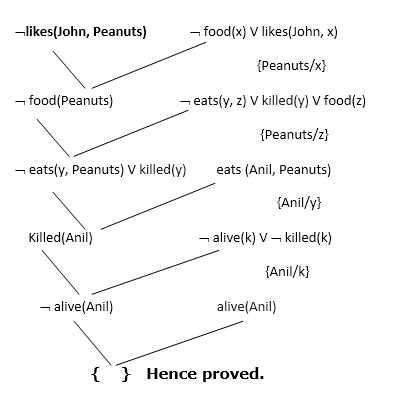 ¬likes(John, Peanuts) ¬ food(x) V likes(John, x)
{Peanuts/x}
¬ food(Peanuts) ¬ eats(y, z) V killed(y) V food(z)
{Peanuts/z}
¬ eats(y, Peanuts) V killed(y) eats (Anil, Peanuts)
{Anil/y}
Killed(Anil) ¬ alive(k) V ¬ killed(k)
{Anil/k}
¬ alive(Anil) alive(Anil)
{ } Hence proved.